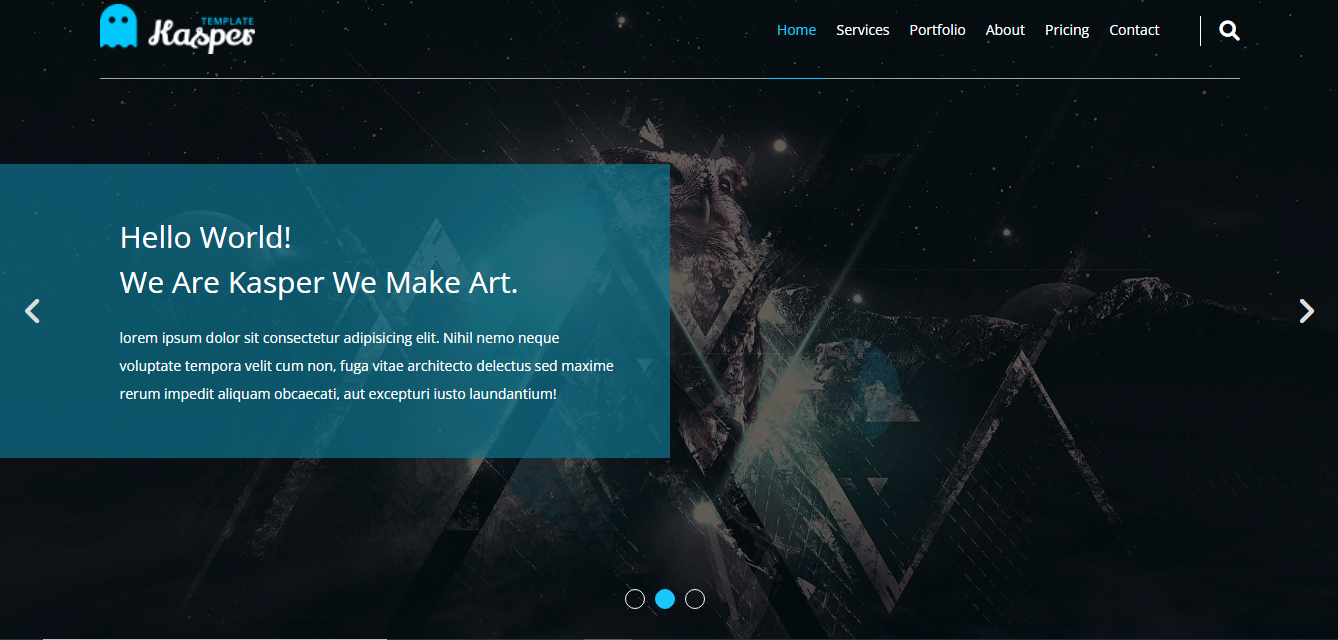 TEMPLATE
Kasper
Home Services Portfolio About Pricing Contact
Hello World!
We Are Kasper We Make Art.
lorem ipsum dolor sit consectetur adipisicing elit. Nihil nemo neque
voluptate tempora velit cum non, fuga vitae architecto delectus sed maxime
rerum impedit aliquam obcaecati, aut excepturi iusto laundantium!